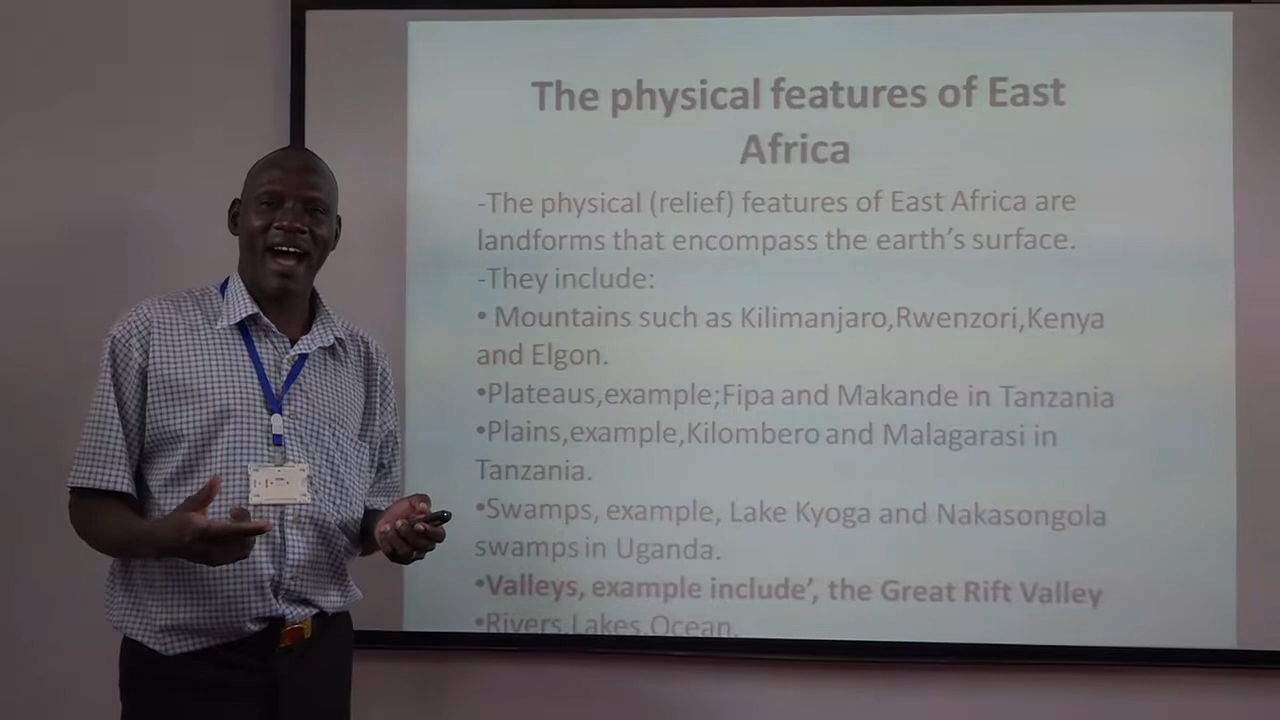 The physical features of East
Africa
-The physical (relief) features of East Africa are
landforms that encompass the earth's surface.
-They include:
• Mountains such as Kilimanjaro,Rwenzori,Kenya
and Elgon.
•Plateaus,example;Fipa and Makande in Tanzania
•Plains,example,Kilombero and Malagarasi in
Tanzania.
•Swamps, example, Lake Kyoga and Nakasongola
swamps in Uganda.
•Valleys, example include’, the Great Rift Valley
•Rivers,Lakes,Ocean.